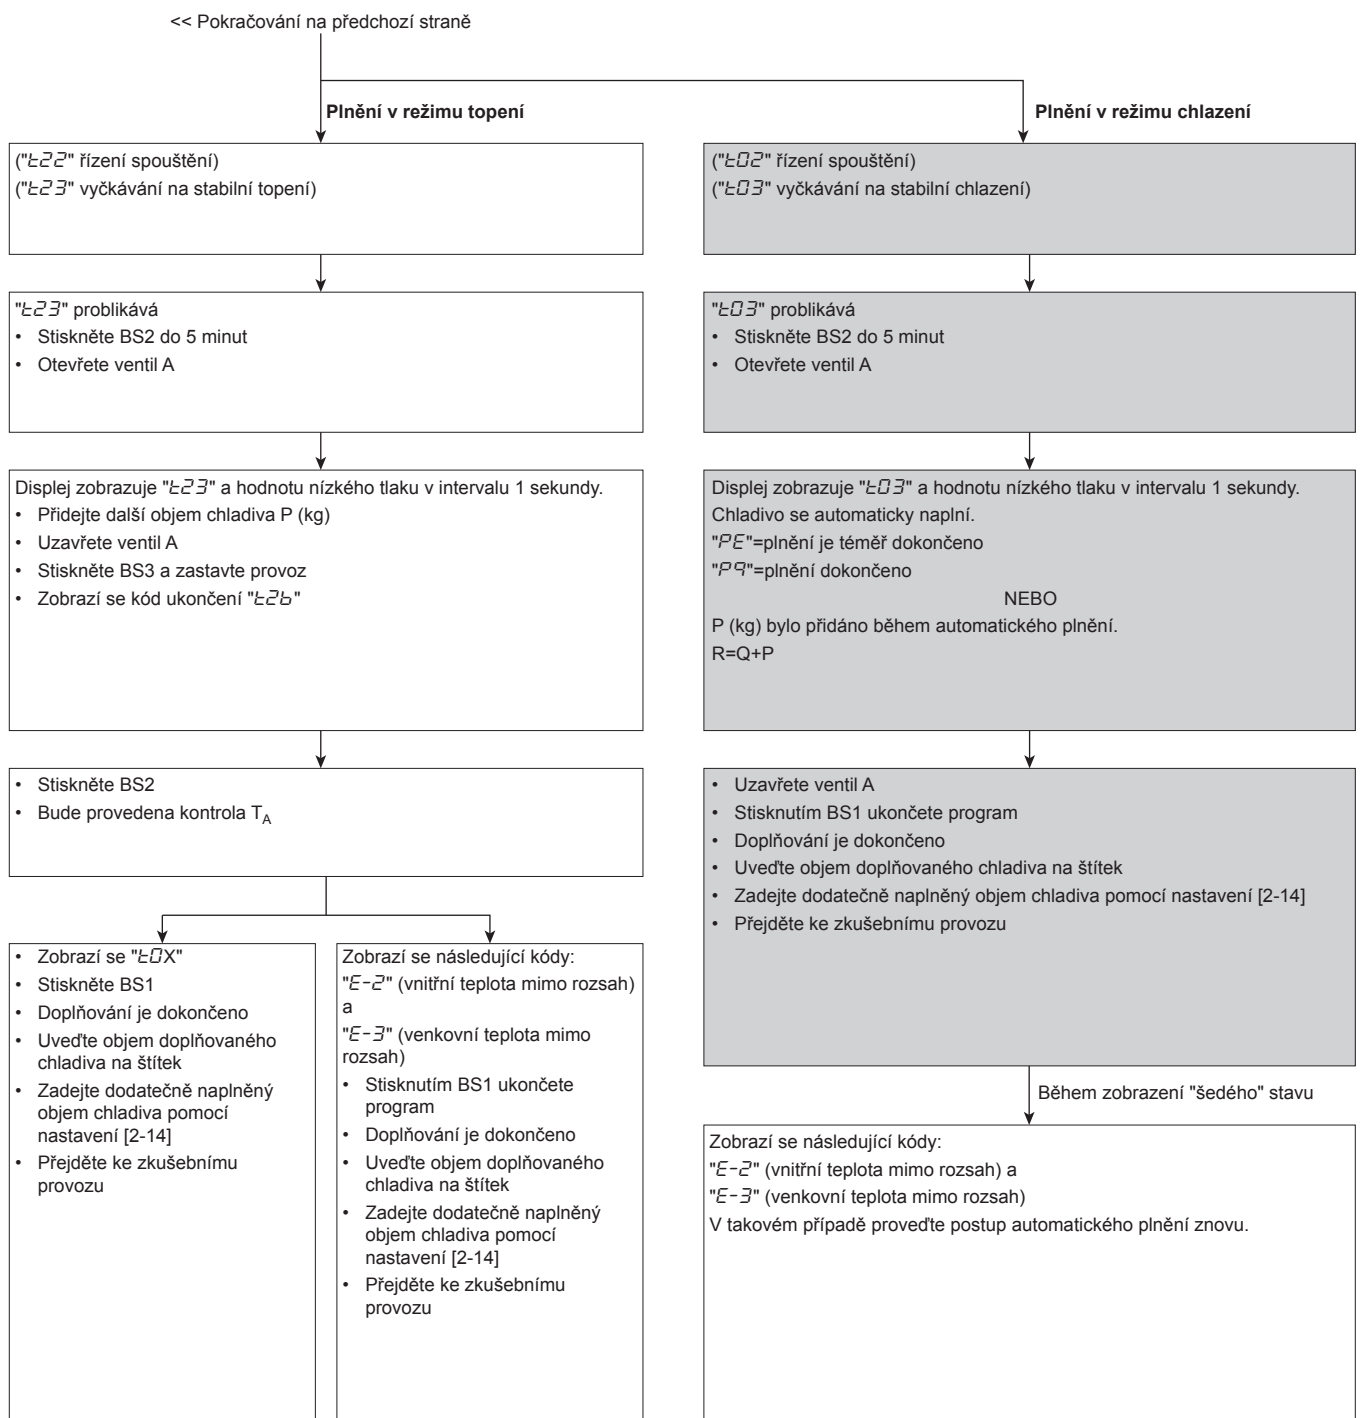 << Pokračování na předchozí straně
Plnění v režimu topení
("t22" řízení spouštění)
("t23" vyčkávání na stabilní topení)
"t23" problikává
• Stiskněte BS2 do 5 minut
• Otevřete ventil A
Displej zobrazuje "t23" a hodnotu nízkého tlaku v intervalu 1 sekundy.
• Přidejte další objem chladiva P (kg)
• Uzavřete ventil A
• Stiskněte BS3 a zastavte provoz
• Zobrazí se kód ukončení "t2b"
• Stiskněte BS2
• Bude provedena kontrola TA
• Zobrazí se "t0X"
• Stiskněte BS1
• Doplňování je dokončeno
• Uveďte objem doplňovaného
chladiva na štítek
• Zadejte dodatečně naplněný
objem chladiva pomocí
nastavení [2-14]
• Přejděte ke zkušebnímu
provozu
Zobrazí se následující kódy:
"E-2" (vnitřní teplota mimo rozsah)
a
"E-3" (venkovní teplota mimo
rozsah)
• Stisknutím BS1 ukončete
program
• Doplňování je dokončeno
• Uveďte objem doplňovaného
chladiva na štítek
• Zadejte dodatečně naplněný
objem chladiva pomocí
nastavení [2-14]
• Přejděte ke zkušebnímu
provozu
Plnění v režimu chlazení
("t02" řízení spouštění)
("t03" vyčkávání na stabilní chlazení)
"t03" problikává
• Stiskněte BS2 do 5 minut
• Otevřete ventil A
Displej zobrazuje "t03" a hodnotu nízkého tlaku v intervalu 1 sekundy.
Chladivo se automaticky naplní.
"PE"=plnění je téměř dokončeno
"P9"=plnění dokončeno
NEBO
P (kg) bylo přidáno během automatického plnění.
R=Q+P
• Uzavřete ventil A
• Stisknutím BS1 ukončete program
• Doplňování je dokončeno
• Uveďte objem doplňovaného chladiva na štítek
• Zadejte dodatečně naplněný objem chladiva pomocí nastavení [2-14]
• Přejděte ke zkušebnímu provozu
Během zobrazení "šedého" stavu
Zobrazí se následující kódy:
"E-2" (vnitřní teplota mimo rozsah) a
"E-3" (venkovní teplota mimo rozsah)
V takovém případě proveďte postup automatického plnění znovu.